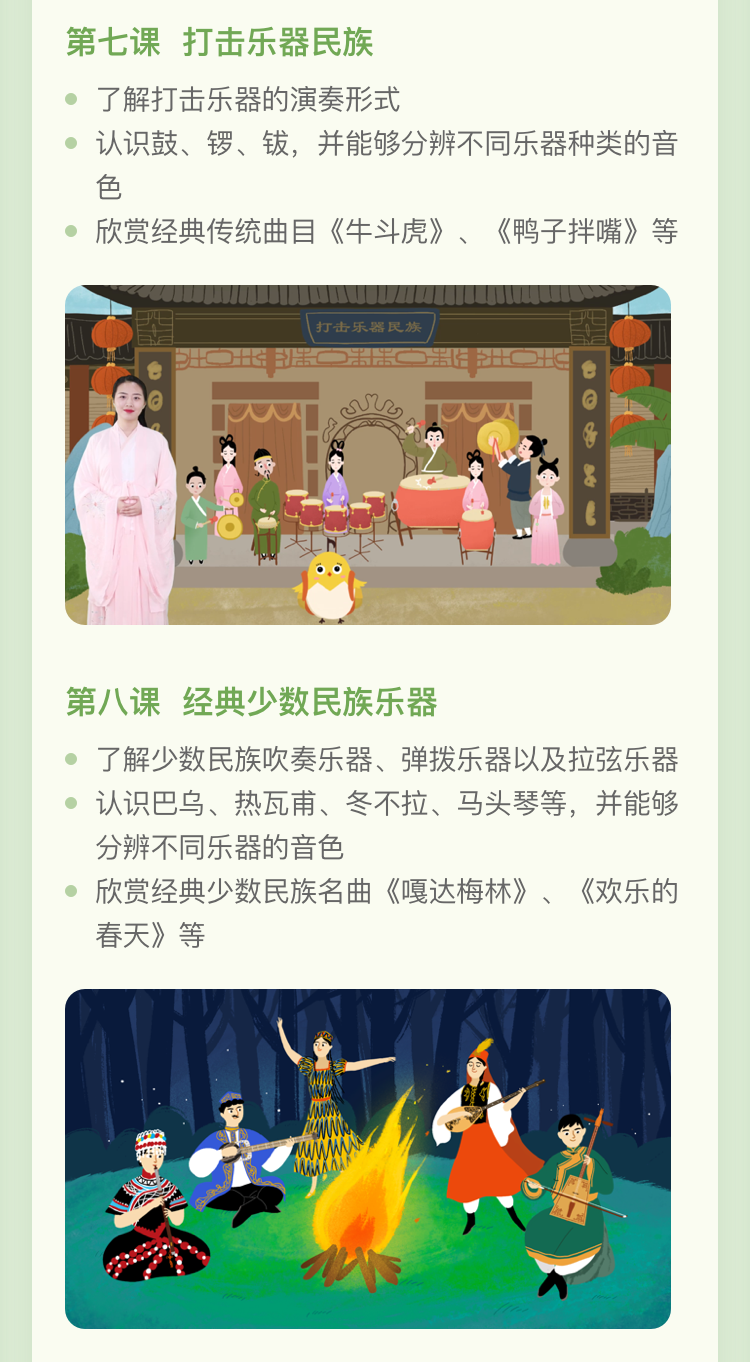 第七课 打击乐器民族
了解打击乐器的演奏形式
认识鼓、锣、钹，并能够分辨不同乐器种类的音
色
欣赏经典传统曲目《牛斗虎》、《鸭子拌嘴》等
打击乐器民族
第八课 经典少数民族乐器
了解少数民族吹奏乐器、弹拨乐器以及拉弦乐器
认识巴乌、热瓦甫、冬不拉、马头琴等，并能够
分辨不同乐器的音色
欣赏经典少数民族名曲《嘎达梅林》、《欢乐的
春天》等